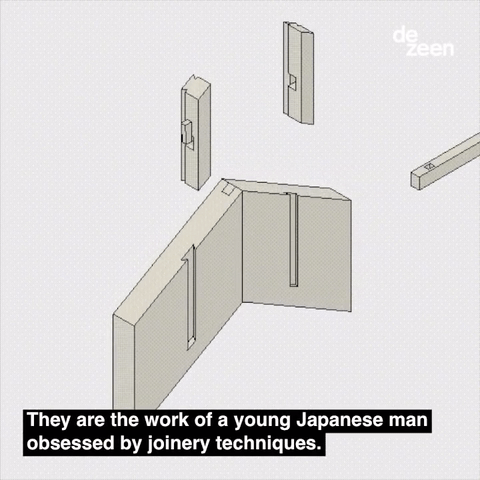 de
zeen
They are the work of a young Japanese man
obsessed by joinery techniques.